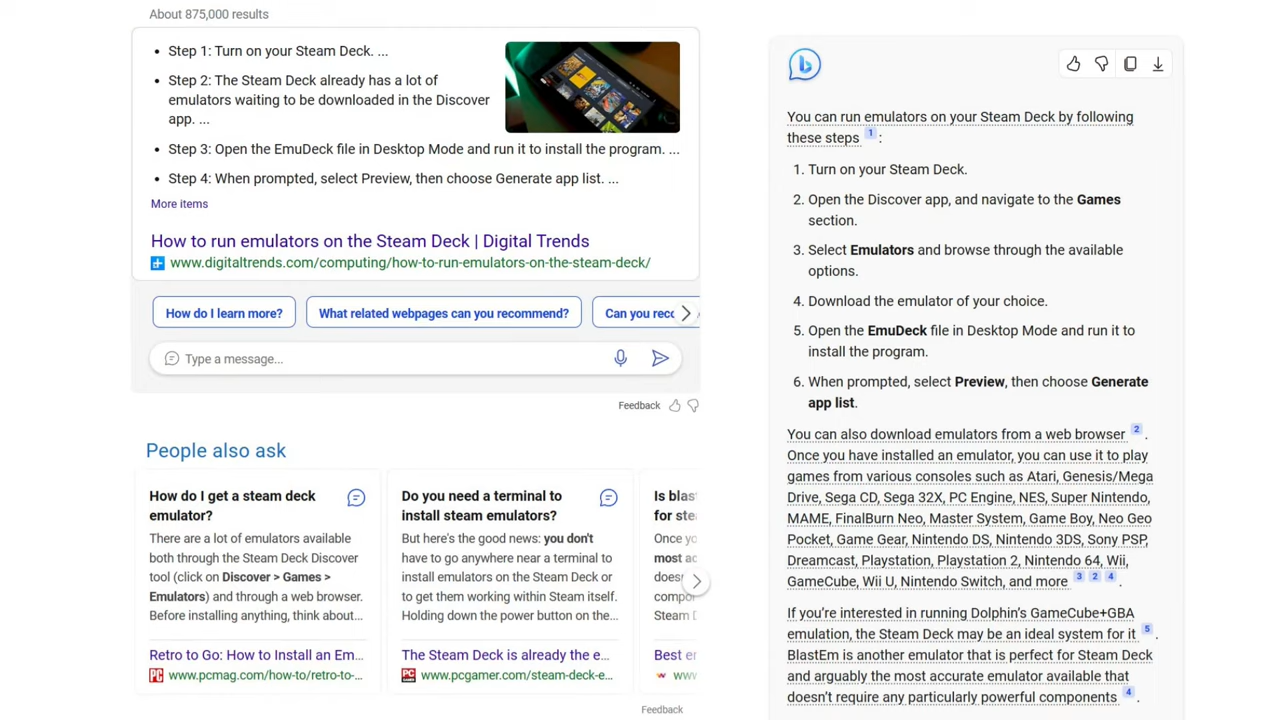 About 875,000 results
• Step 1: Turn on your Steam Deck. ...
• Step 2: The Steam Deck already has a lot of
emulators waiting to be downloaded in the Discover
app. ...
• Step 3: Open the EmuDeck file in Desktop Mode and run it to install the program. ...
• Step 4: When prompted, select Preview, then choose Generate app list. ...
More items
How to run emulators on the Steam Deck | Digital Trends
www.digitaltrends.com/computing/how-to-run-emulators-on-the-steam-deck/
How do I learn more?
What related webpages can you recommend?
Can you reco
Type a message...
Feedback
People also ask
How do I get a steam deck
emulator?
There are a lot of emulators available
both through the Steam Deck Discover
tool (click on Discover > Games >
Emulators) and through a web browser.
Before installing anything, think about...
Retro to Go: How to Install an Em...
www.pcmag.com/how-to/retro-to-...
Do you need a terminal to
install steam emulators?
But here's the good news: you don't
have to go anywhere near a terminal to
install emulators on the Steam Deck or
to get them working within Steam itself.
Holding down the power button on the...
The Steam Deck is already the e...
www.pcgamer.com/steam-deck-e...
Is blas
for ste
Once yo
most ac
does
compo
Steam D
Best er
www
Feedback
You can run emulators on your Steam Deck by following
these steps 1 :
1. Turn on your Steam Deck.
2. Open the Discover app, and navigate to the Games
section.
3. Select Emulators and browse through the available
options.
4. Download the emulator of your choice.
5. Open the EmuDeck file in Desktop Mode and run it to
install the program.
6. When prompted, select Preview, then choose Generate
app list.
You can also download emulators from a web browser 2 .
Once you have installed an emulator, you can use it to play
games from various consoles such as Atari, Genesis/Mega
Drive, Sega CD, Sega 32X, PC Engine, NES, Super Nintendo,
MAME, FinalBurn Neo, Master System, Game Boy, Neo Geo
Pocket, Game Gear, Nintendo DS, Nintendo 3DS, Sony PSP,
Dreamcast, Playstation, Playstation 2, Nintendo 64, Wii,
GameCube, Wii U, Nintendo Switch, and more 3 2 4 .
If you're interested in running Dolphin's GameCube+GBA
emulation, the Steam Deck may be an ideal system for it 5 .
BlastEm is another emulator that is perfect for Steam Deck
and arguably the most accurate emulator available that
doesn't require any particularly powerful components 4 .